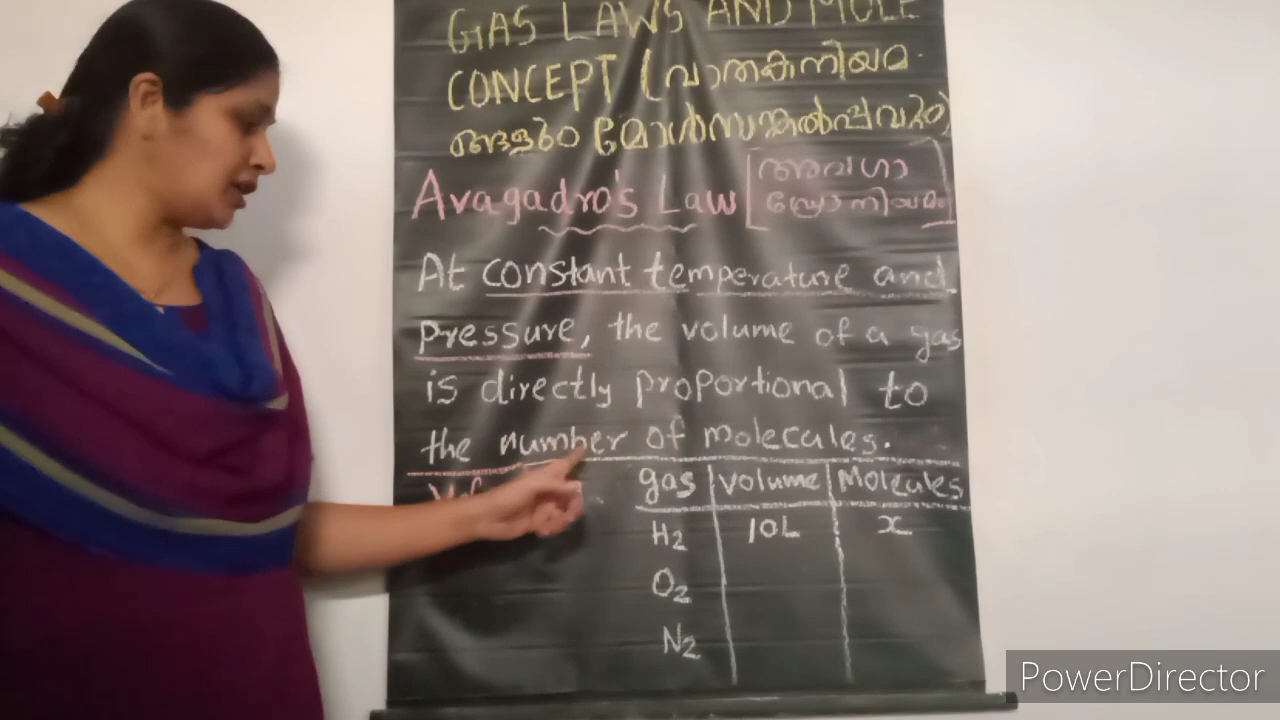 GAS LAWS AND MOLE
CONCEPT (വാതകനിയമ
ങ്ങളും മോൾസങ്കൽപ്പവും)
Avagadro's Law [അവഗാ
ഡ്രോനിയമം]
At constant temperature and
pressure, the volume of a gas
is directly proportional to
the number of molecules.
gas volume Molecules
H2 10L x
O2
N2
PowerDirector